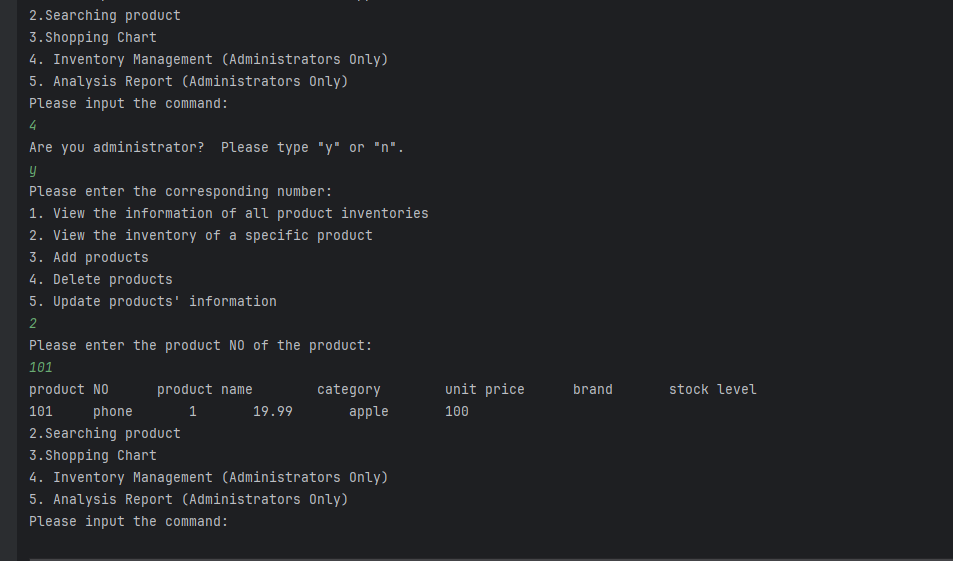 2.Searching product
3.Shopping Chart
4. Inventory Management (Administrators Only)
5. Analysis Report (Administrators Only)
Please input the command:
4
Are you administrator?  Please type "y" or "n".
y
Please enter the corresponding number:
1. View the information of all product inventories
2. View the inventory of a specific product
3. Add products
4. Delete products
5. Update products' information
2
Please enter the product NO of the product:
101
product NO      product name        category        unit price      brand       stock level
101     phone       1       19.99       apple       100
2.Searching product
3.Shopping Chart
4. Inventory Management (Administrators Only)
5. Analysis Report (Administrators Only)
Please input the command: